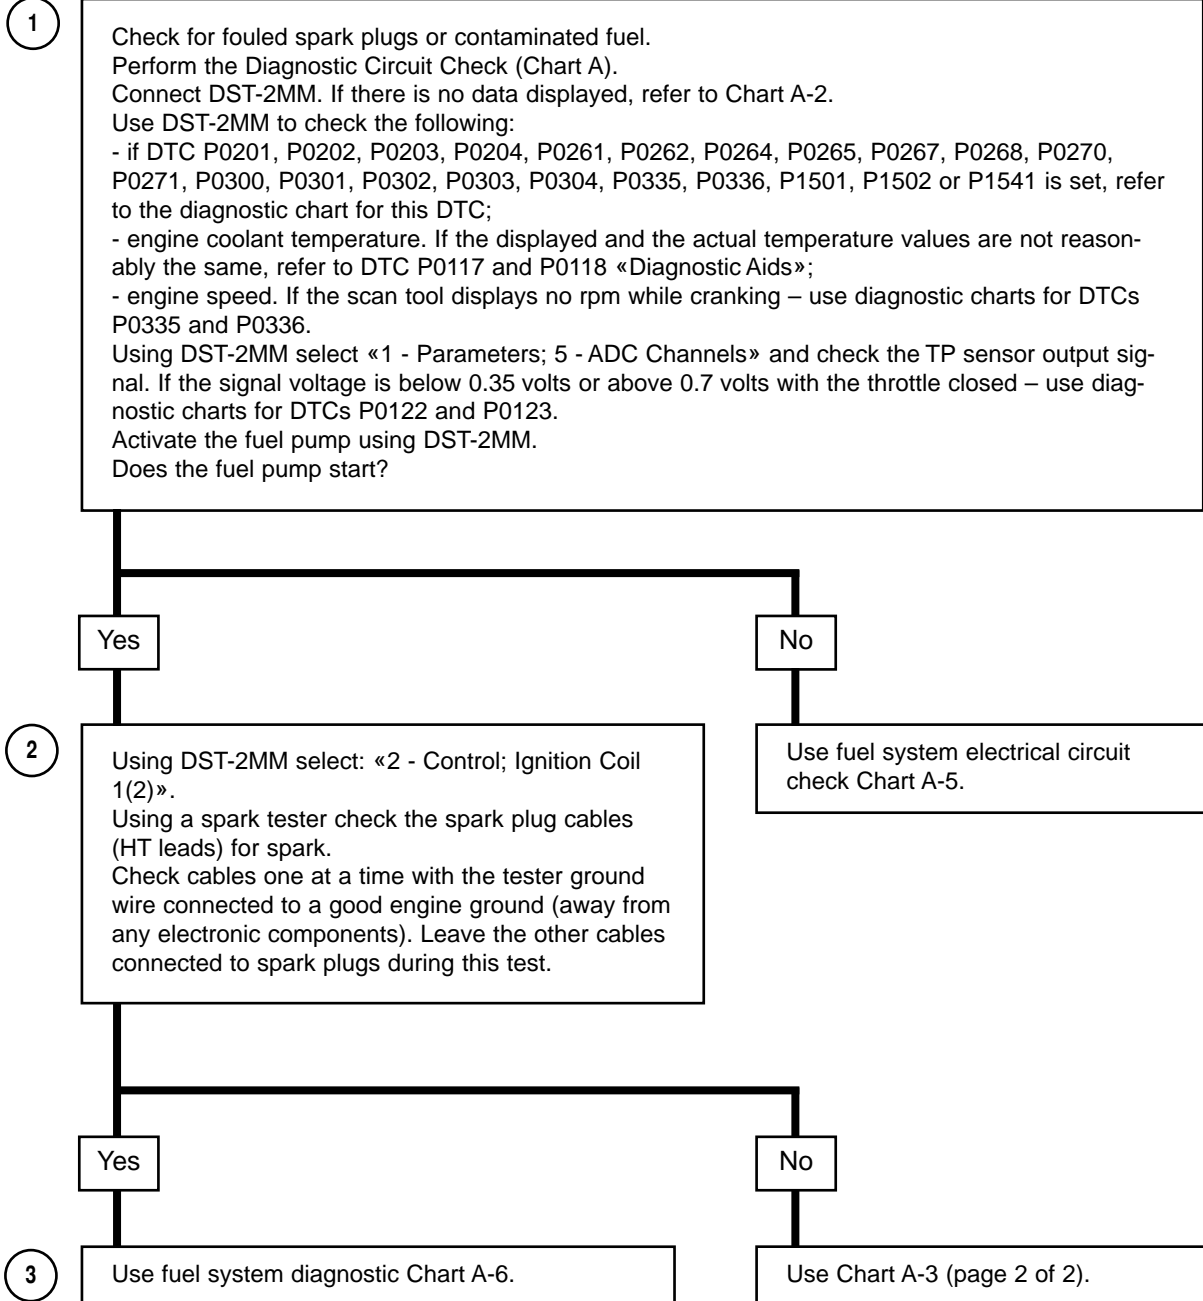 1
Check for fouled spark plugs or contaminated fuel.
Perform the Diagnostic Circuit Check (Chart A).
Connect DST-2MM. If there is no data displayed, refer to Chart A-2.
Use DST-2MM to check the following:
- if DTC P0201, P0202, P0203, P0204, P0261, P0262, P0264, P0265, P0267, P0268, P0270,
P0271, P0300, P0301, P0302, P0303, P0304, P0335, P0336, P1501, P1502 or P1541 is set, refer
to the diagnostic chart for this DTC;
- engine coolant temperature. If the displayed and the actual temperature values are not reason-
ably the same, refer to DTC P0117 and P0118 «Diagnostic Aids»;
- engine speed. If the scan tool displays no rpm while cranking – use diagnostic charts for DTCs
P0335 and P0336.
Using DST-2MM select «1 - Parameters; 5 - ADC Channels» and check the TP sensor output sig-
nal. If the signal voltage is below 0.35 volts or above 0.7 volts with the throttle closed – use diag-
nostic charts for DTCs P0122 and P0123.
Activate the fuel pump using DST-2MM.
Does the fuel pump start?
Yes
No
2
Using DST-2MM select: «2 - Control; Ignition Coil
1(2)».
Using a spark tester check the spark plug cables
(HT leads) for spark.
Check cables one at a time with the tester ground
wire connected to a good engine ground (away from
any electronic components). Leave the other cables
connected to spark plugs during this test.
Use fuel system electrical circuit
check Chart A-5.
Yes
No
3
Use fuel system diagnostic Chart A-6.
Use Chart A-3 (page 2 of 2).